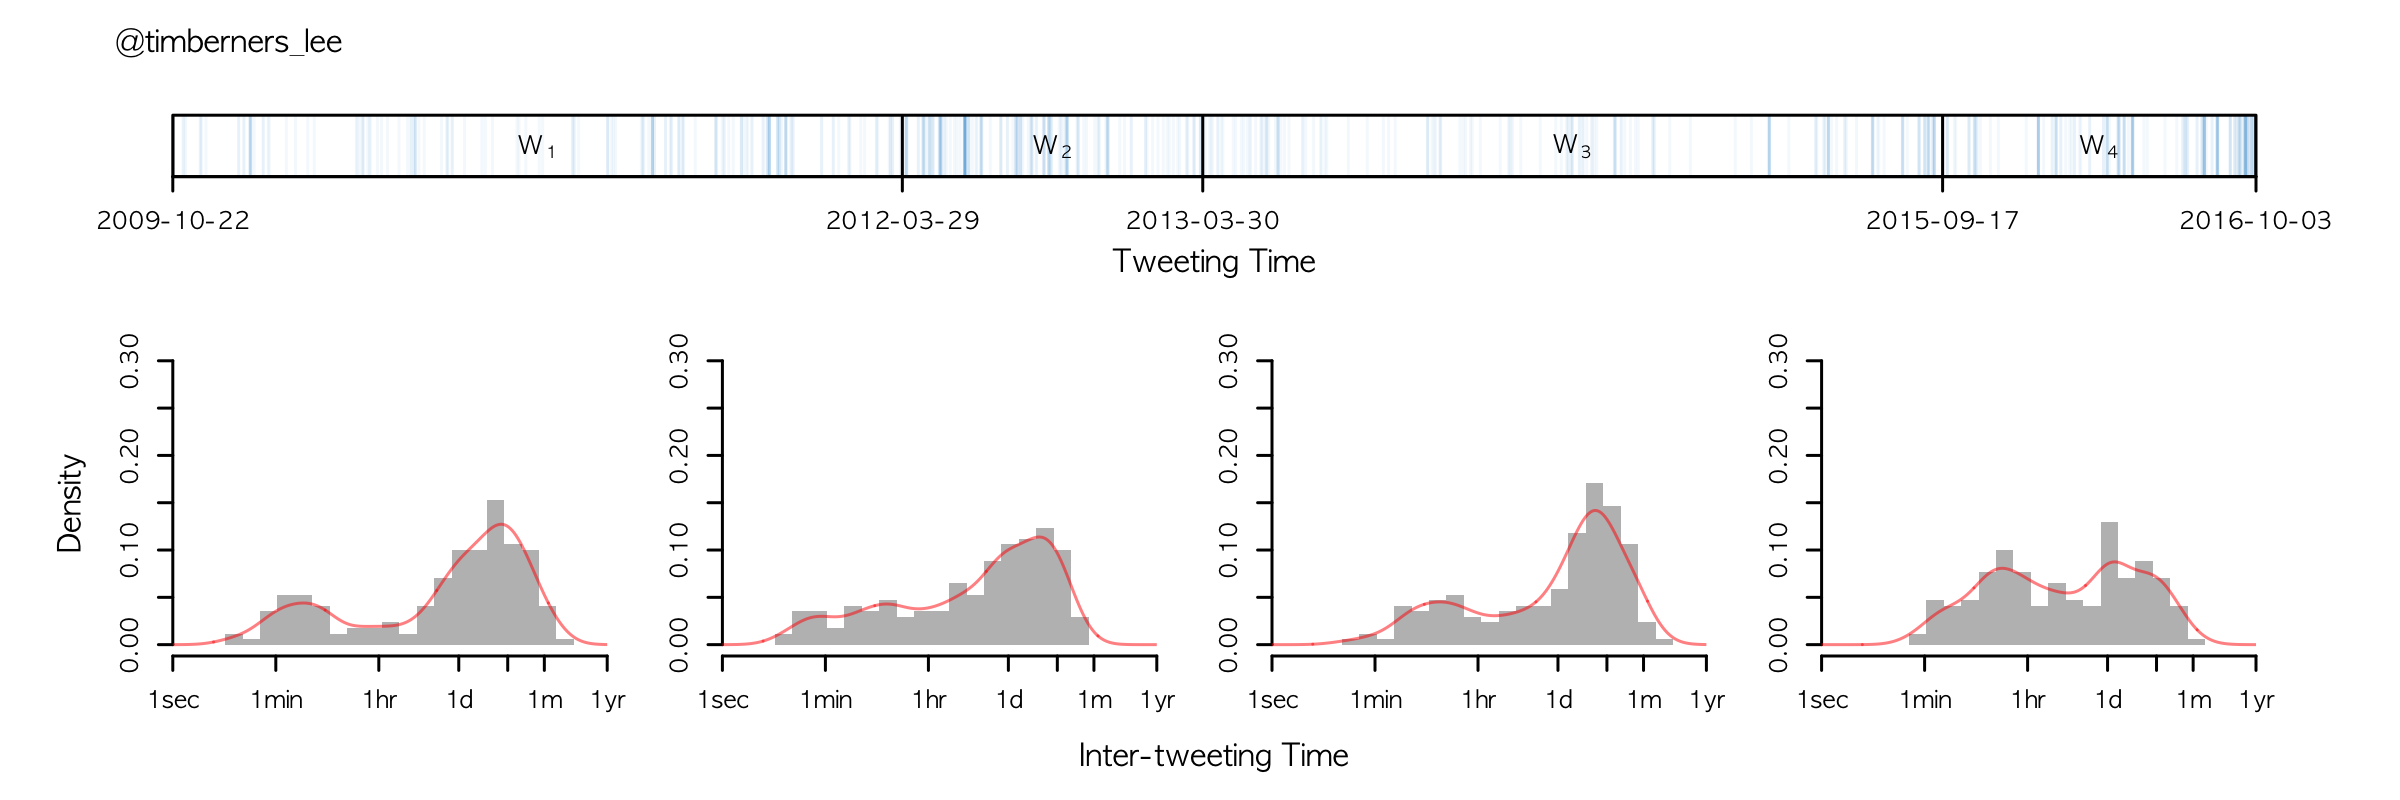 @timberners_lee
W1 W2 W3 W4
2009-10-22 2012-03-29 2013-03-30 2015-09-17 2016-10-03
Tweeting Time
Density
0.00 0.10 0.20 0.30
1sec 1min 1hr 1d 1m 1yr
0.00 0.10 0.20 0.30
1sec 1min 1hr 1d 1m 1yr
0.00 0.10 0.20 0.30
1sec 1min 1hr 1d 1m 1yr
0.00 0.10 0.20 0.30
1sec 1min 1hr 1d 1m 1yr
Inter-tweeting Time